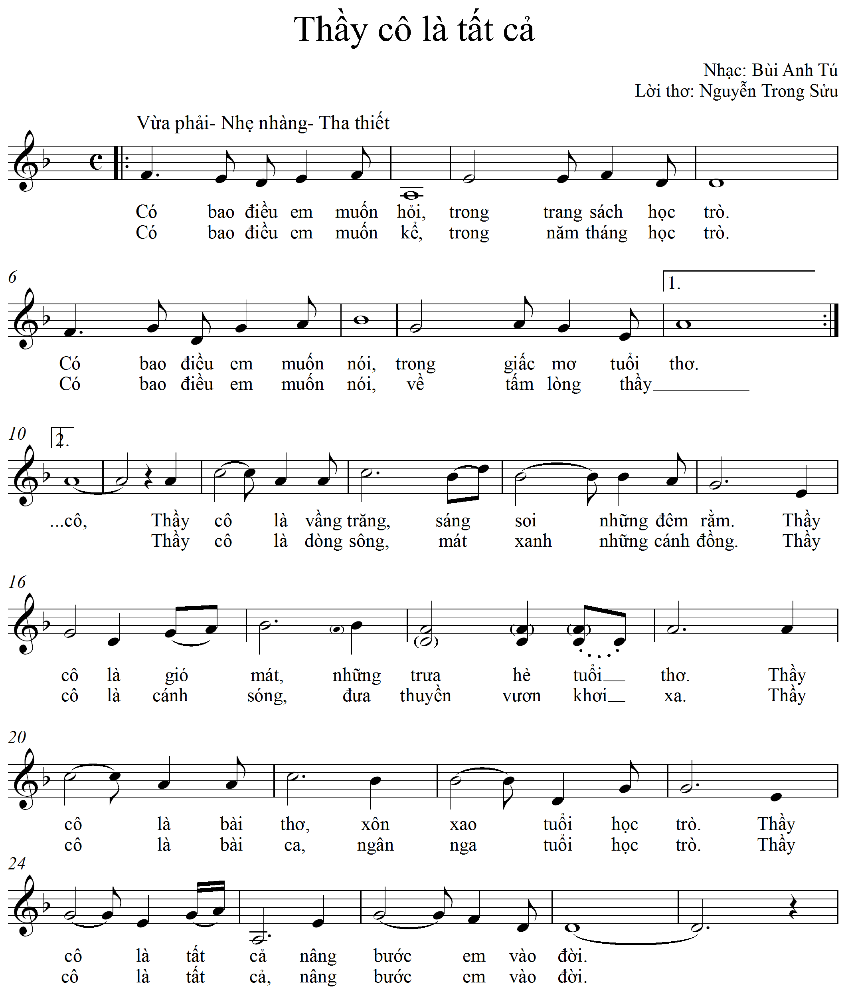 Thầy cô là tất cả
Nhạc: Bùi Anh Tú
Lời thơ: Nguyễn Trong Sửu
Vừa phải- Nhẹ nhàng- Tha thiết
Có bao điều em muốn hỏi, trong trang sách học trò.
Có bao điều em muốn kể, trong năm tháng học trò.
6
1.
Có bao điều em muốn nói, trong giấc mơ tuổi thơ.
Có bao điều em muốn nói, về tấm lòng thầy
10
2.
...cô, Thầy cô là vầng trăng, sáng soi những đêm rằm. Thầy
Thầy cô là dòng sông, mát xanh những cánh đồng. Thầy
16
cô là gió mát, những trưa hè tuổi thơ. Thầy
cô là cánh sóng, đưa thuyền vươn khơi xa. Thầy
20
cô là bài thơ, xôn xao tuổi học trò. Thầy
cô là bài ca, ngân nga tuổi học trò. Thầy
24
cô là tất cả nâng bước em vào đời.
cô là tất cả, nâng bước em vào đời.